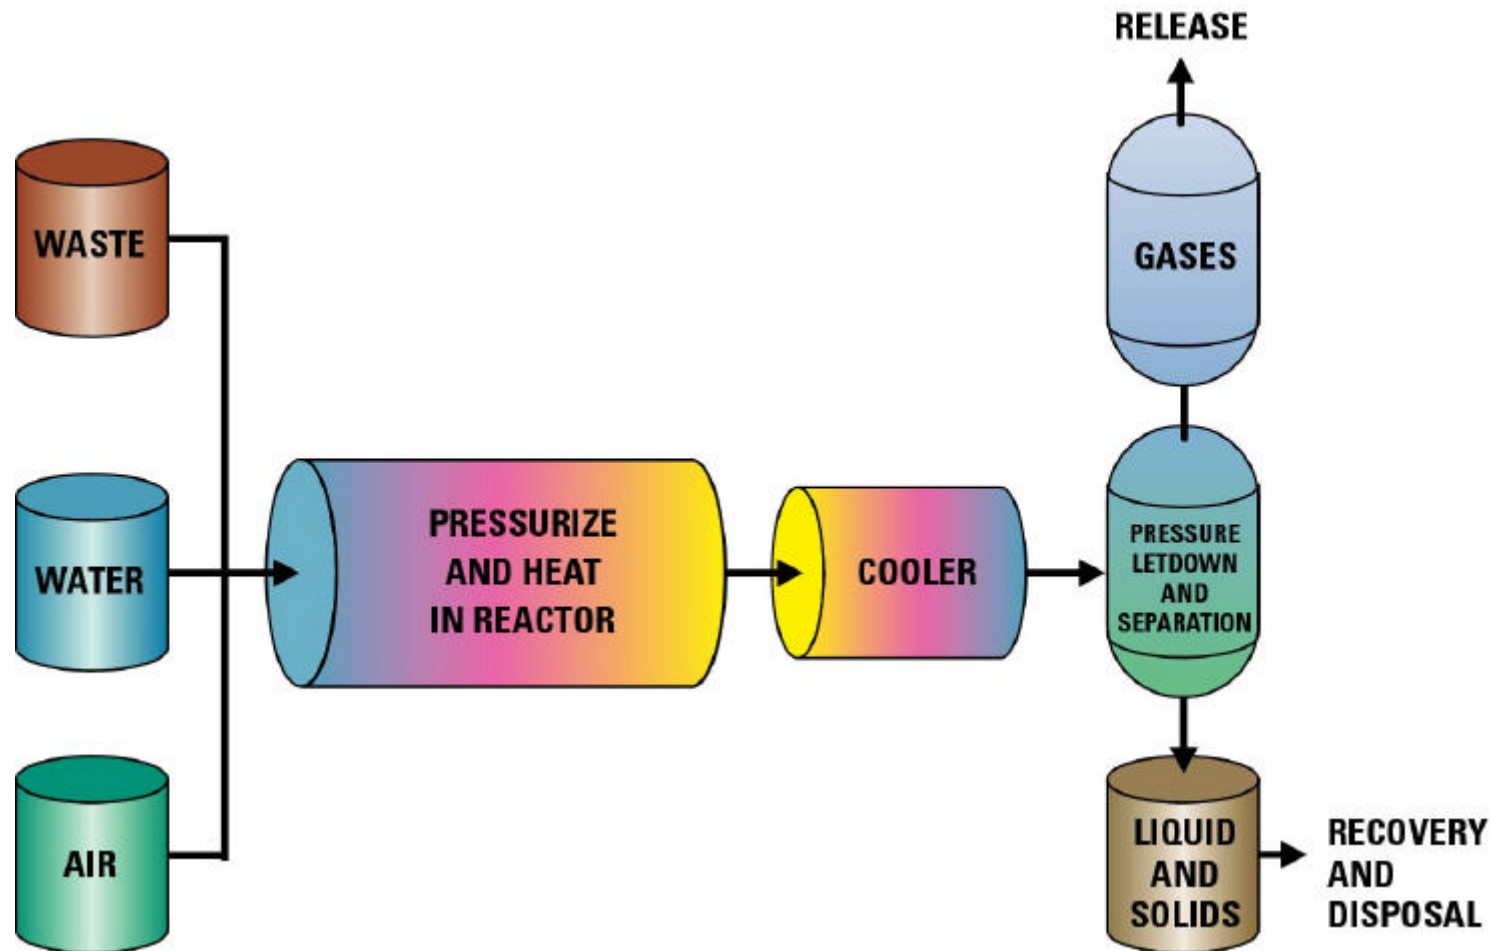 RELEASE
WASTE
GASES
WATER
PRESSURIZE
AND HEAT
IN REACTOR
COOLER
PRESSURE
LETDOWN
AND
SEPARATION
AIR
LIQUID
AND
SOLIDS
RECOVERY
AND
DISPOSAL